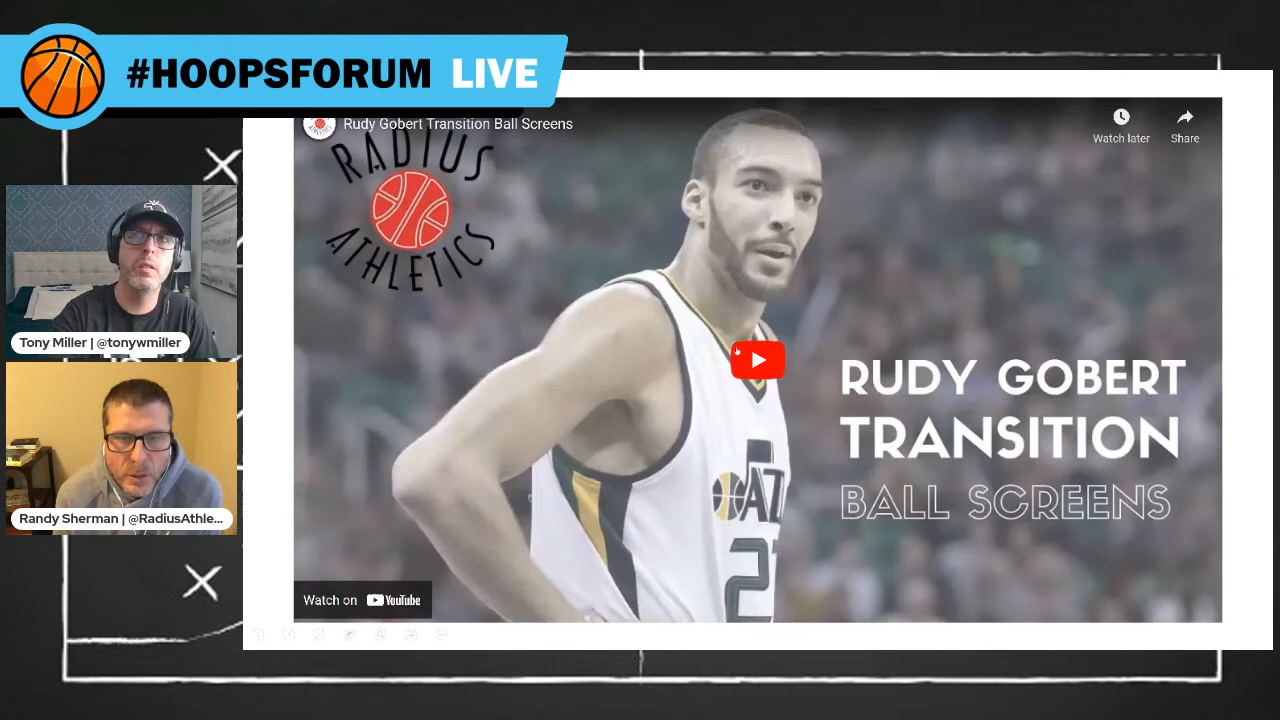 #HOOPSFORUM LIVE
Rudy Gobert Transition Ball Screens
Watch later
Share
RADIUS
ATHLETICS
Tony Miller | @tonywmiller
Randy Sherman | @RadiusAthle...
RUDY GOBERT
TRANSITION
BALL SCREENS
Watch on YouTube